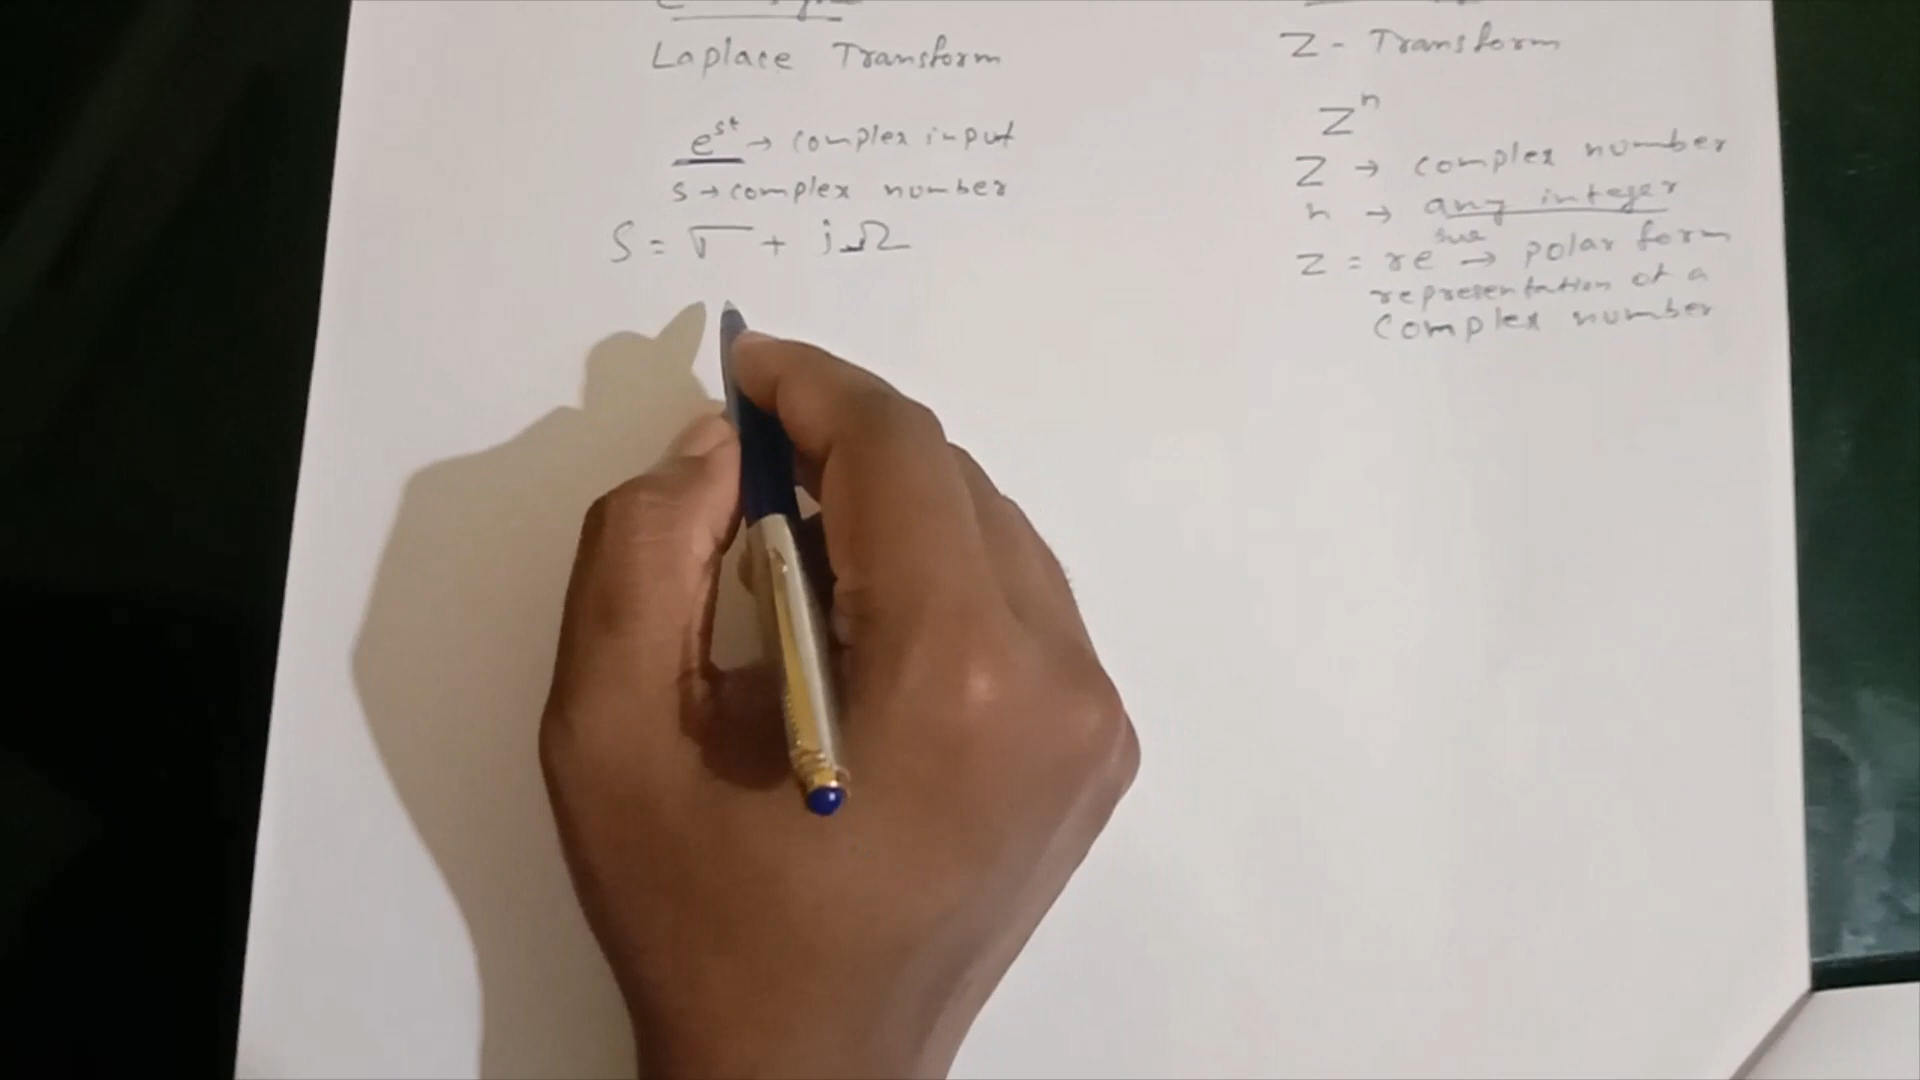 Laplace Transform
e^st → complex input
s → complex number
S = σ + jΩ
Z - Transform
Z^n
Z → complex number
n → any integer
Z = re → polar form
representation of a
complex number